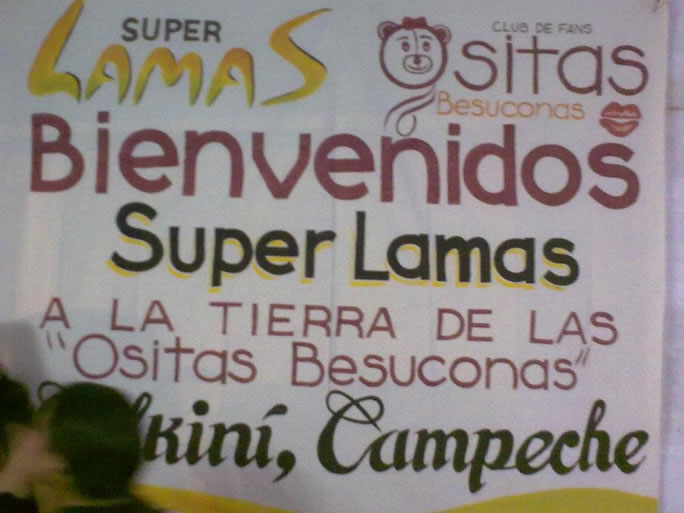 SUPER
LAMAS
CLUB DE FANS
Ositas
Besuconas
Bienvenidos
Super Lamas
A LA TIERRA DE LAS
"Ositas Besuconas"
Campeche